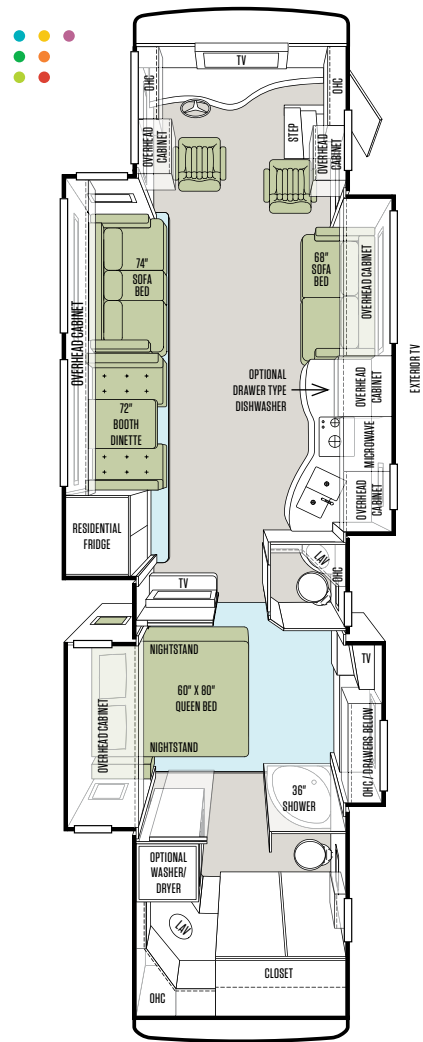 TV
OHC
OHC
OVERHEAD
CABINET
STEP
OVERHEAD
CABINET
74"
SOFA
BED
68"
SOFA
BED
OVERHEAD CABINET
OVERHEAD CABINET
EXTERIOR TV
OPTIONAL
DRAWER TYPE
DISHWASHER
OVERHEAD
CABINET
72"
BOOTH
DINETTE
MICROWAVE
OVERHEAD
CABINET
RESIDENTIAL
FRIDGE
LAV
OHC
TV
NIGHTSTAND
TV
60" X 80"
QUEEN BED
OVERHEAD CABINET
OHC / DRAWERS BELOW
NIGHTSTAND
36"
SHOWER
OPTIONAL
WASHER/
DRYER
LAV
CLOSET
OHC